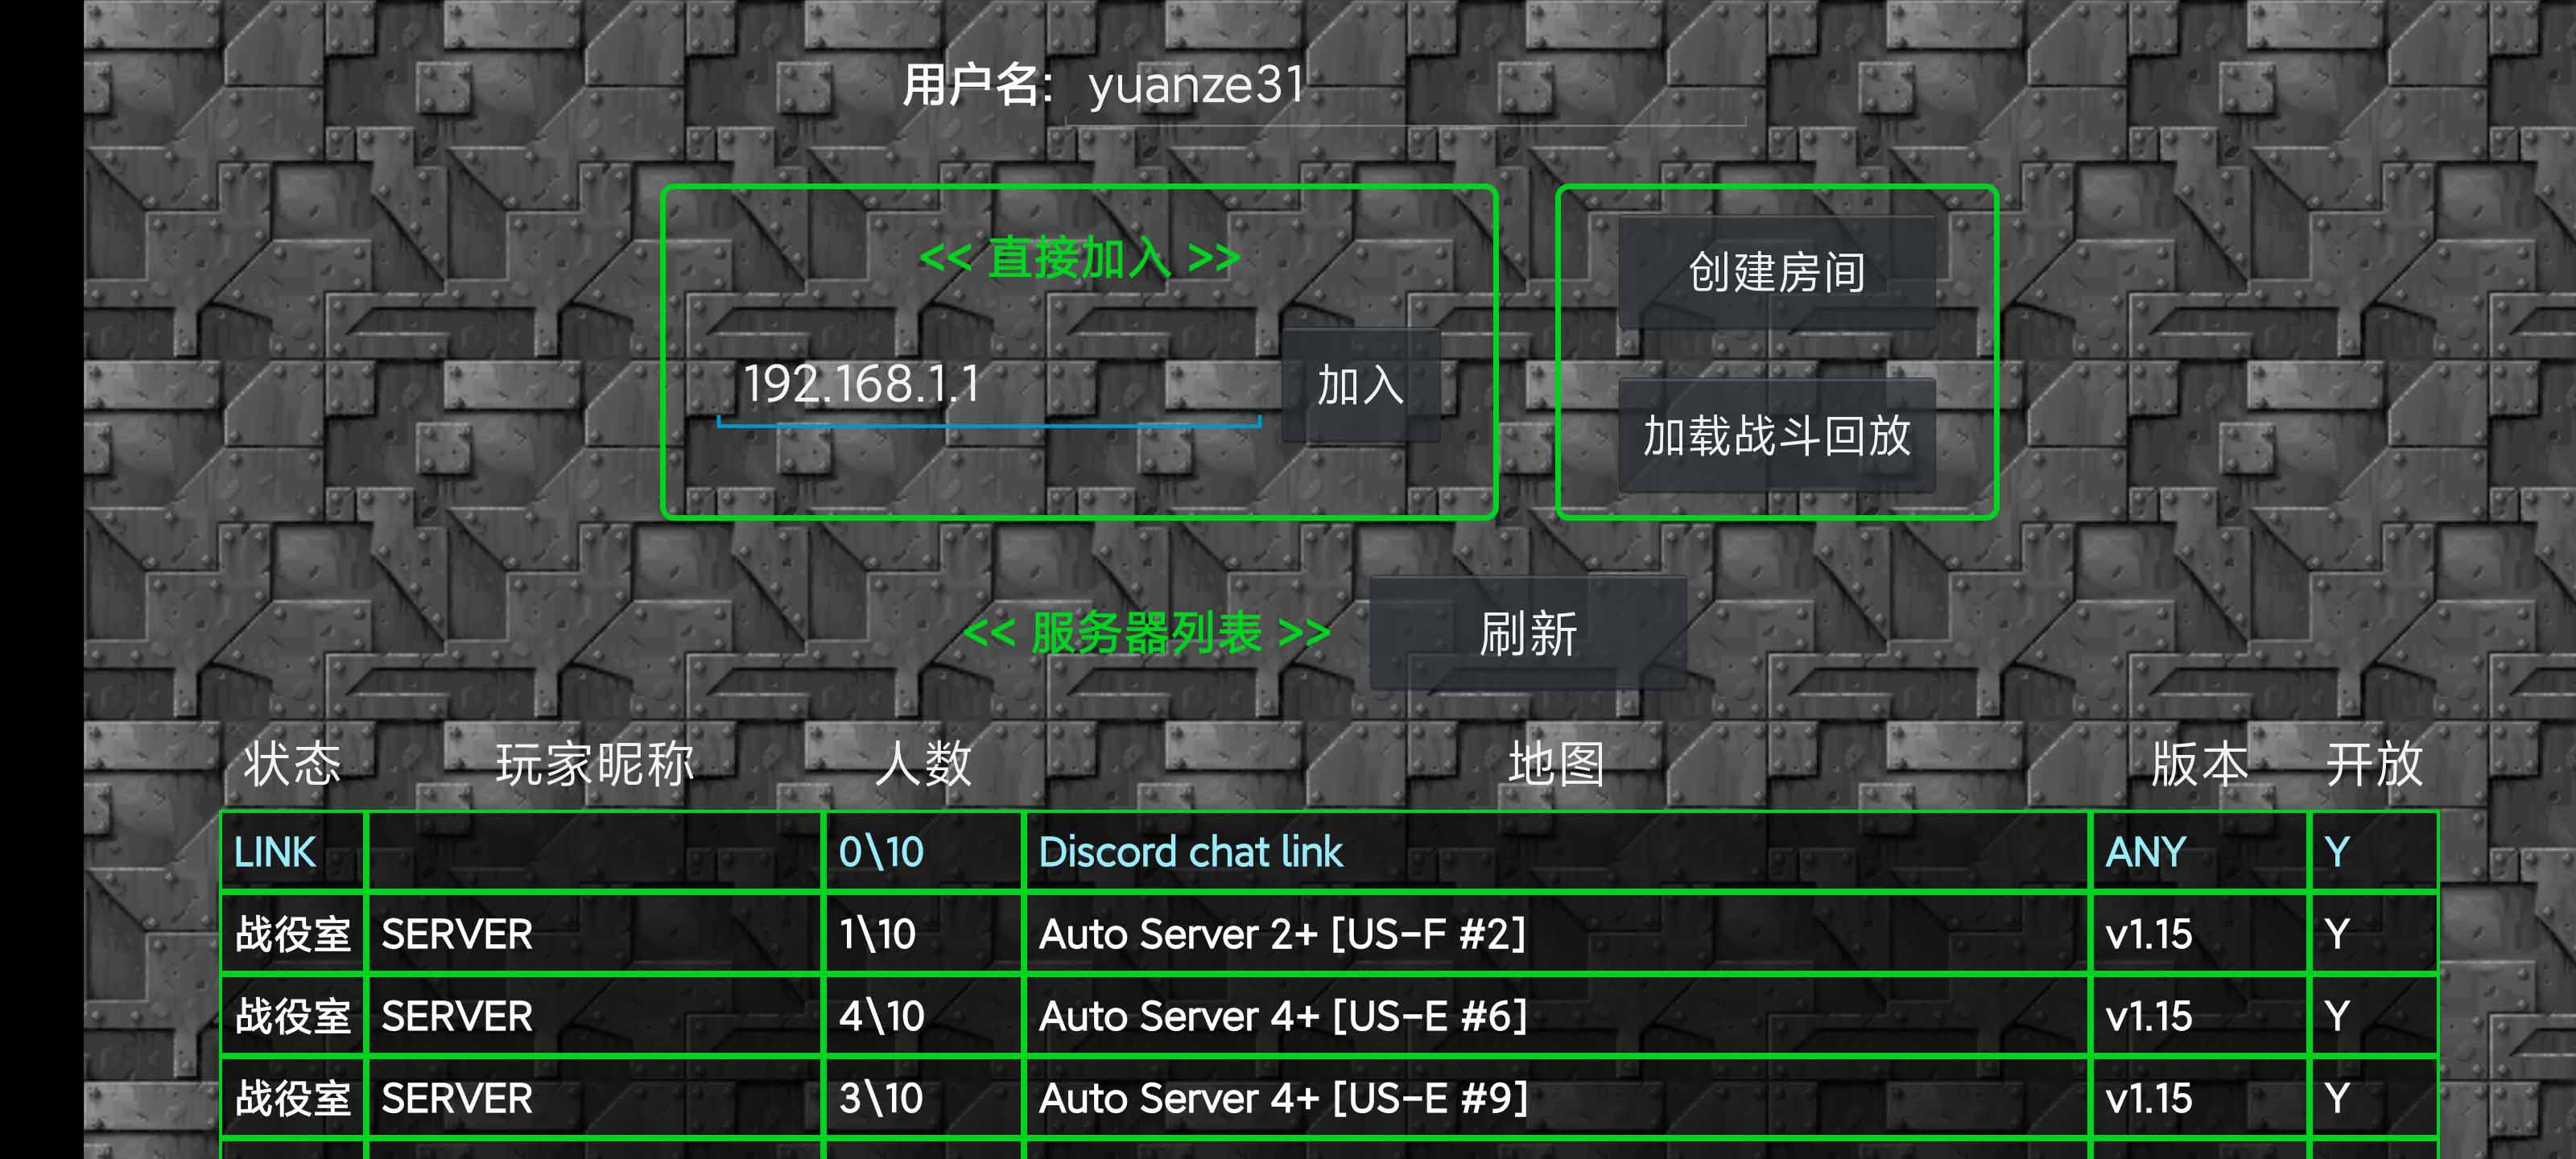 用户名: yuanze31
<< 直接加入 >>
192.168.1.1 加入
创建房间
加载战斗回放
<< 服务器列表 >> 刷新
状态 玩家昵称 人数 地图 版本 开放
LINK 0\10 Discord chat link ANY Y
战役室 SERVER 1\10 Auto Server 2+ [US-F #2] v1.15 Y
战役室 SERVER 4\10 Auto Server 4+ [US-E #6] v1.15 Y
战役室 SERVER 3\10 Auto Server 4+ [US-E #9] v1.15 Y